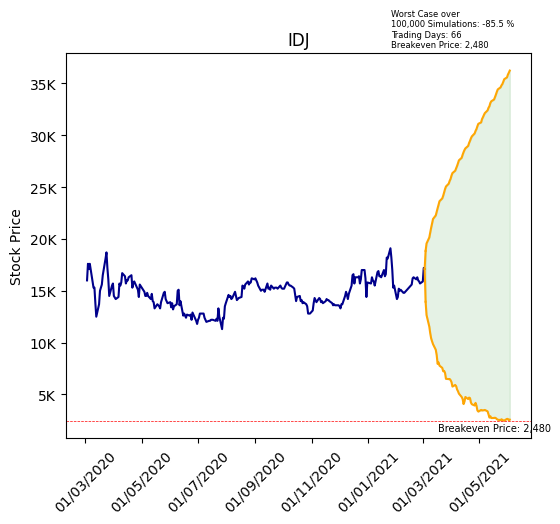 Worst Case over
100,000 Simulations: -85.5 %
Trading Days: 66
Breakeven Price: 2,480
IDJ
Stock Price
35K
30K
25K
20K
15K
10K
5K
Breakeven Price: 2,480
01/03/2020
01/05/2020
01/07/2020
01/09/2020
01/11/2020
01/01/2021
01/03/2021
01/05/2021